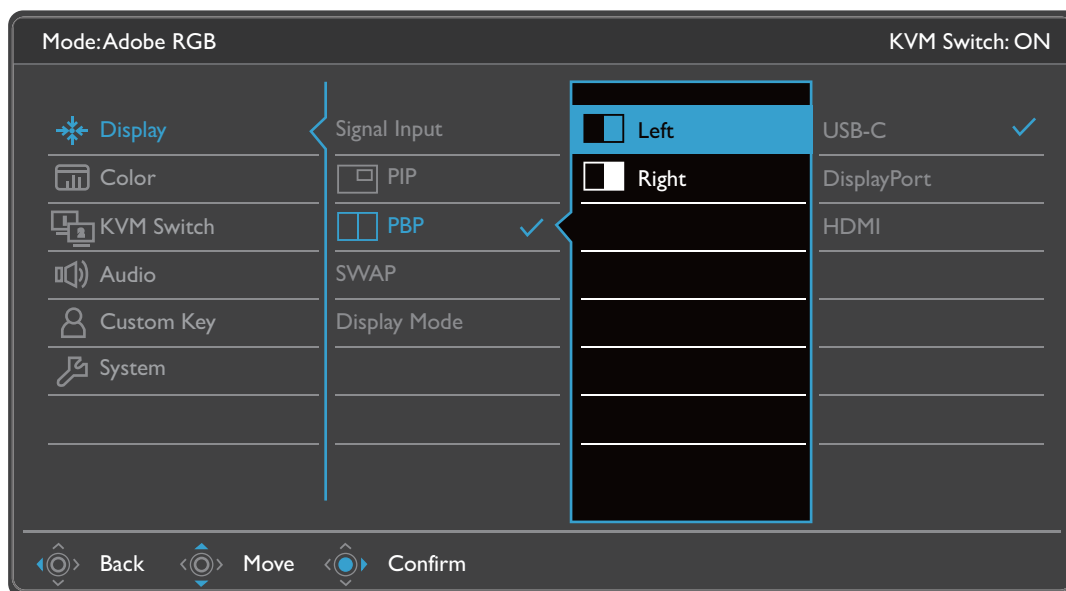 Mode: Adobe RGB
KVM Switch: ON
Display
Color
KVM Switch
Audio
Custom Key
System
Signal Input
PIP
PBP
SWAP
Display Mode
Left
Right
USB-C
DisplayPort
HDMI
Back
Move
Confirm